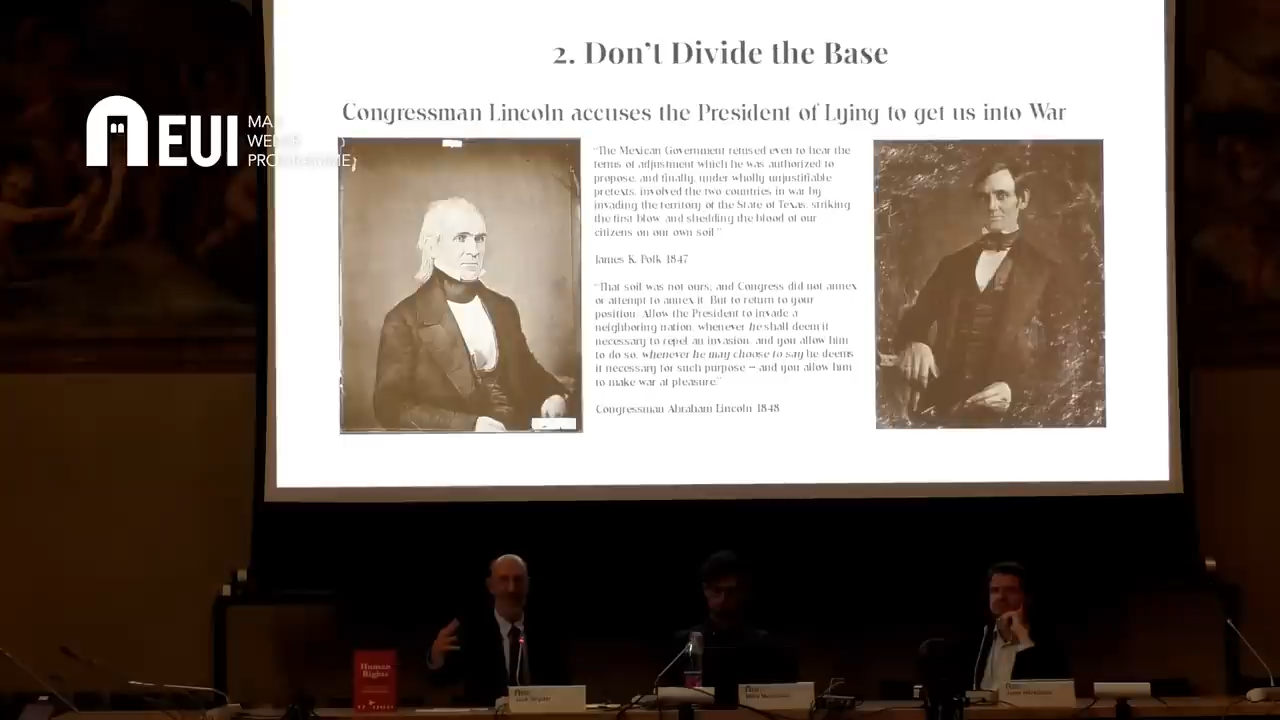 2. Don't Divide the Base
Congressman Lincoln accuses the President of Lying to get us into War
EUI
MAX
WEBER
PROGRAMME
"The Mexican Government refused even to hear the
terms of adjustment which he was authorized to
propose, and finally, under wholly unjustifiable
pretexts, involved the two countries in war by
invading the territory of the State of Texas, striking
the first blow, and shedding the blood of our
citizens on our own soil."
James K. Polk 1847
"That soil was not ours; and Congress did not annex
or attempt to annex it. But to return to your
position. Allow the President to invade a
neighboring nation, whenever he shall deem it
necessary to repel an invasion, and you allow him
to do so, whenever he may choose to say he deems
it necessary for such purpose – and you allow him
to make war at pleasure."
Congressman Abraham Lincoln 1848
Human
Rights